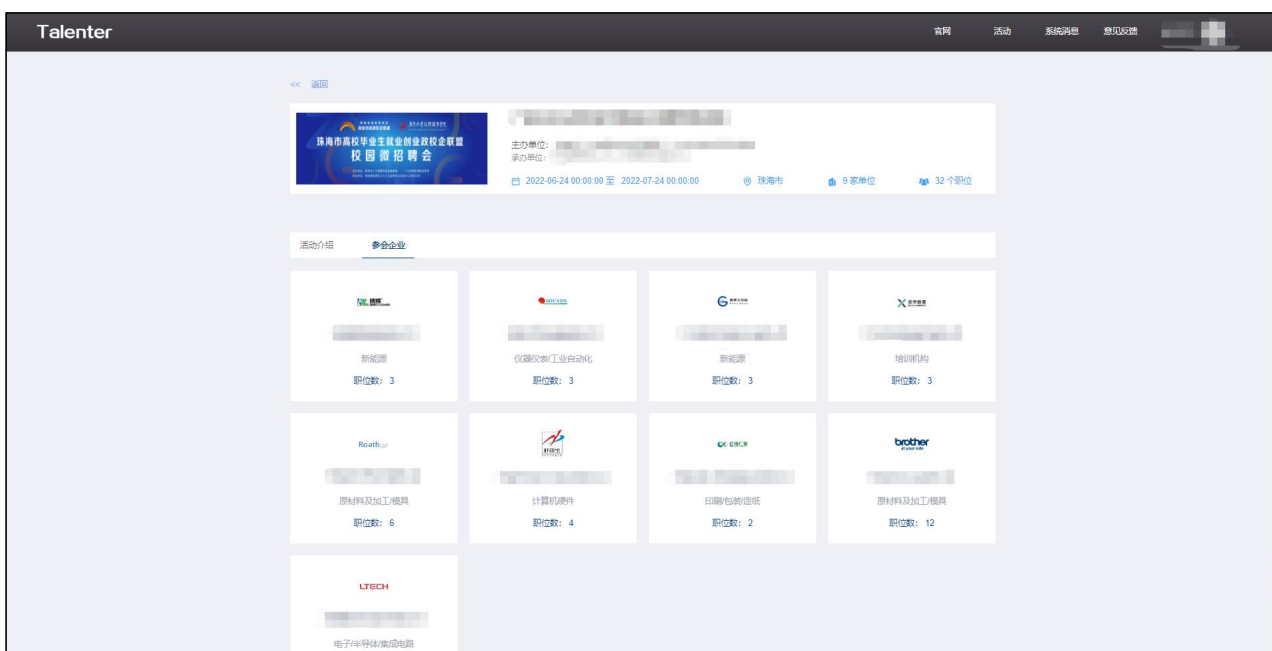 Talenter
官网 活动 系统消息 意见反馈
<< 返回
珠海市高校毕业生就业创业政校企联盟
校园微招聘会
主办单位:
承办单位:
2022-06-24 00:00:00 至 2022-07-24 00:00:00 珠海市 9 家单位 32 个职位
活动介绍 参会企业
新能源 仪器仪表/工业自动化 新能源 培训机构
职位数: 3 职位数: 3 职位数: 3 职位数: 3
brother
at your side
原材料及加工/模具 计算机硬件 印刷/包装/造纸 原材料及加工/模具
职位数: 6 职位数: 4 职位数: 2 职位数: 12
LTECH
电子/半导体/集成电路